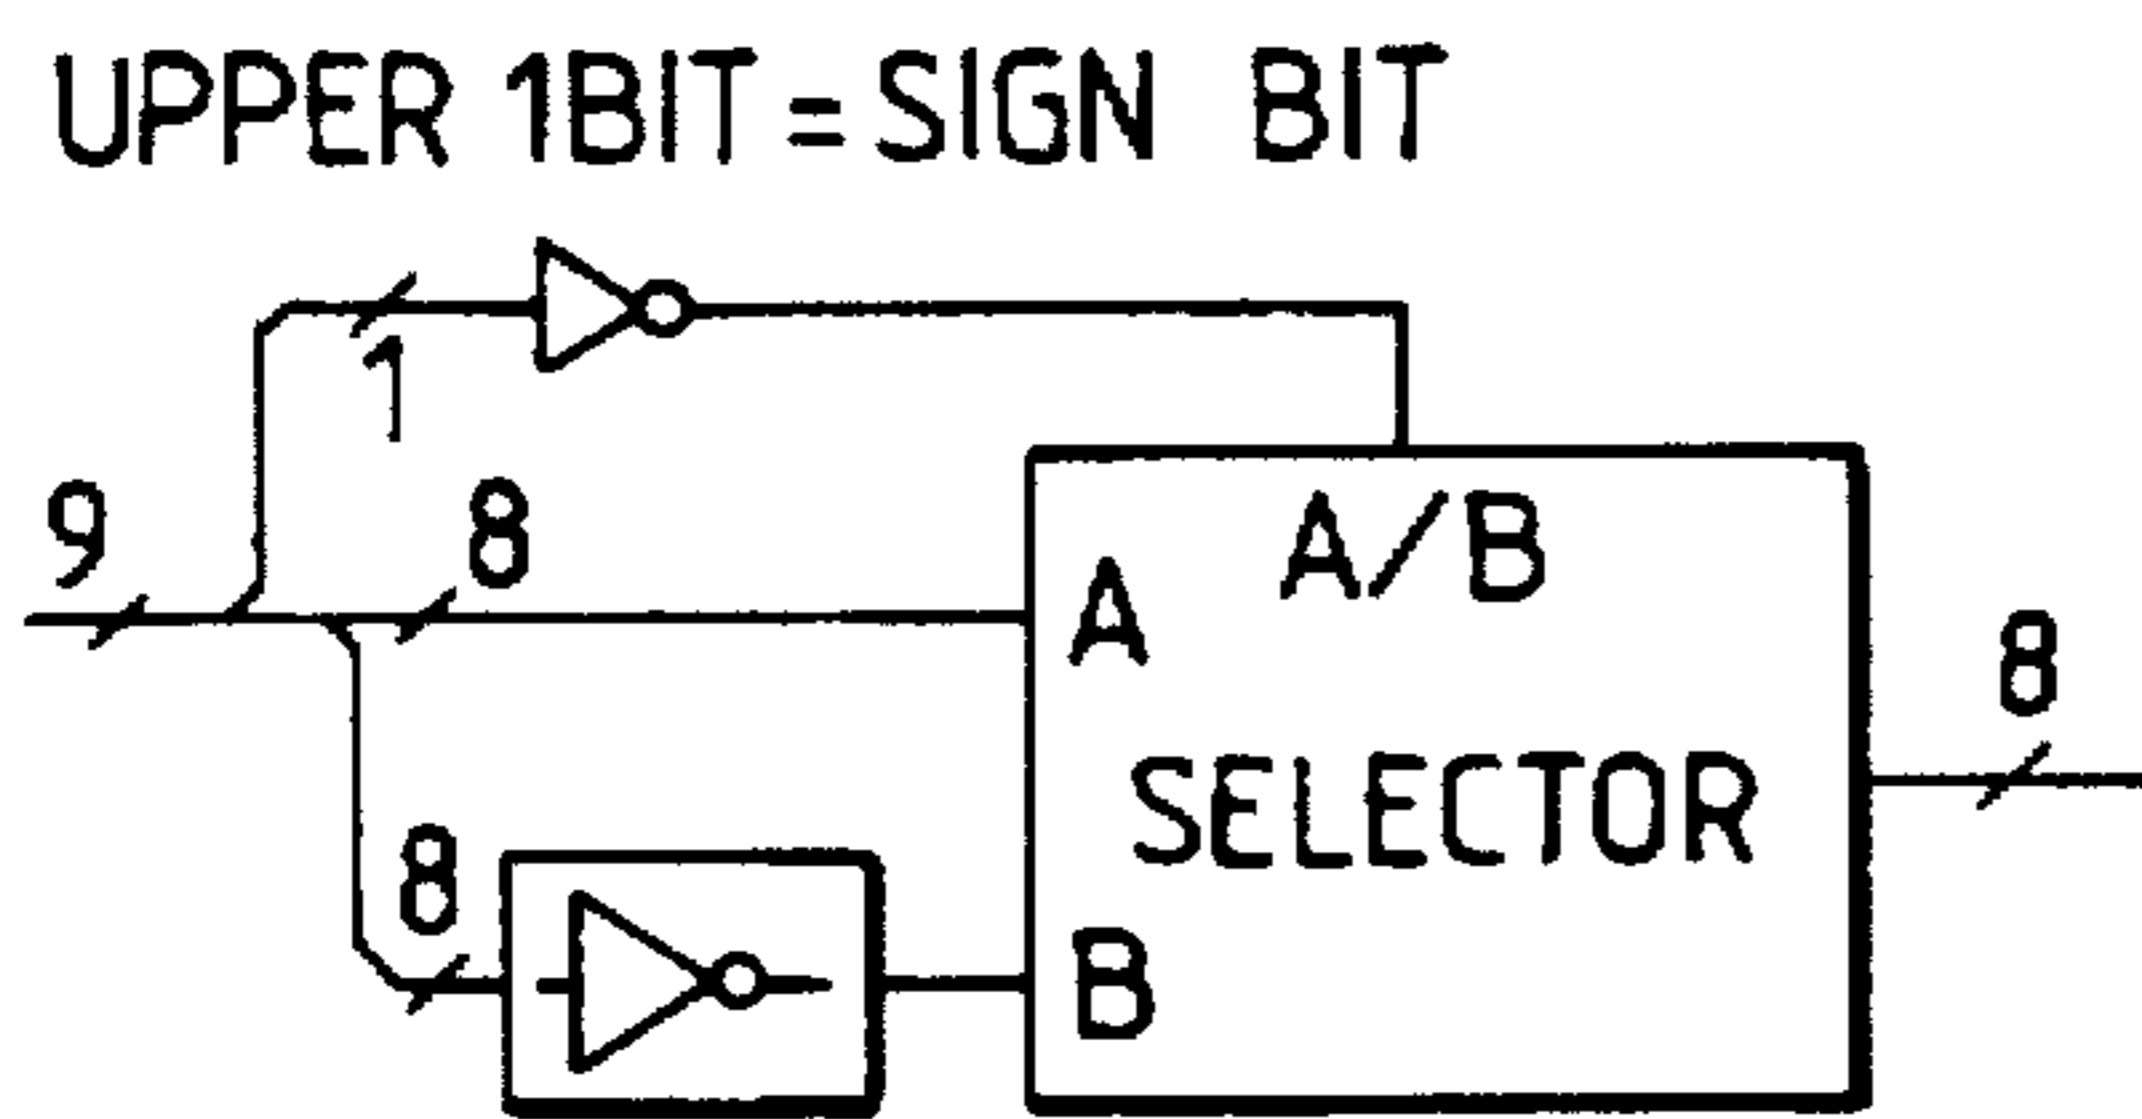 UPPER 1BIT = SIGN BIT
1
9
8
A/B
A
8
SELECTOR
8
B